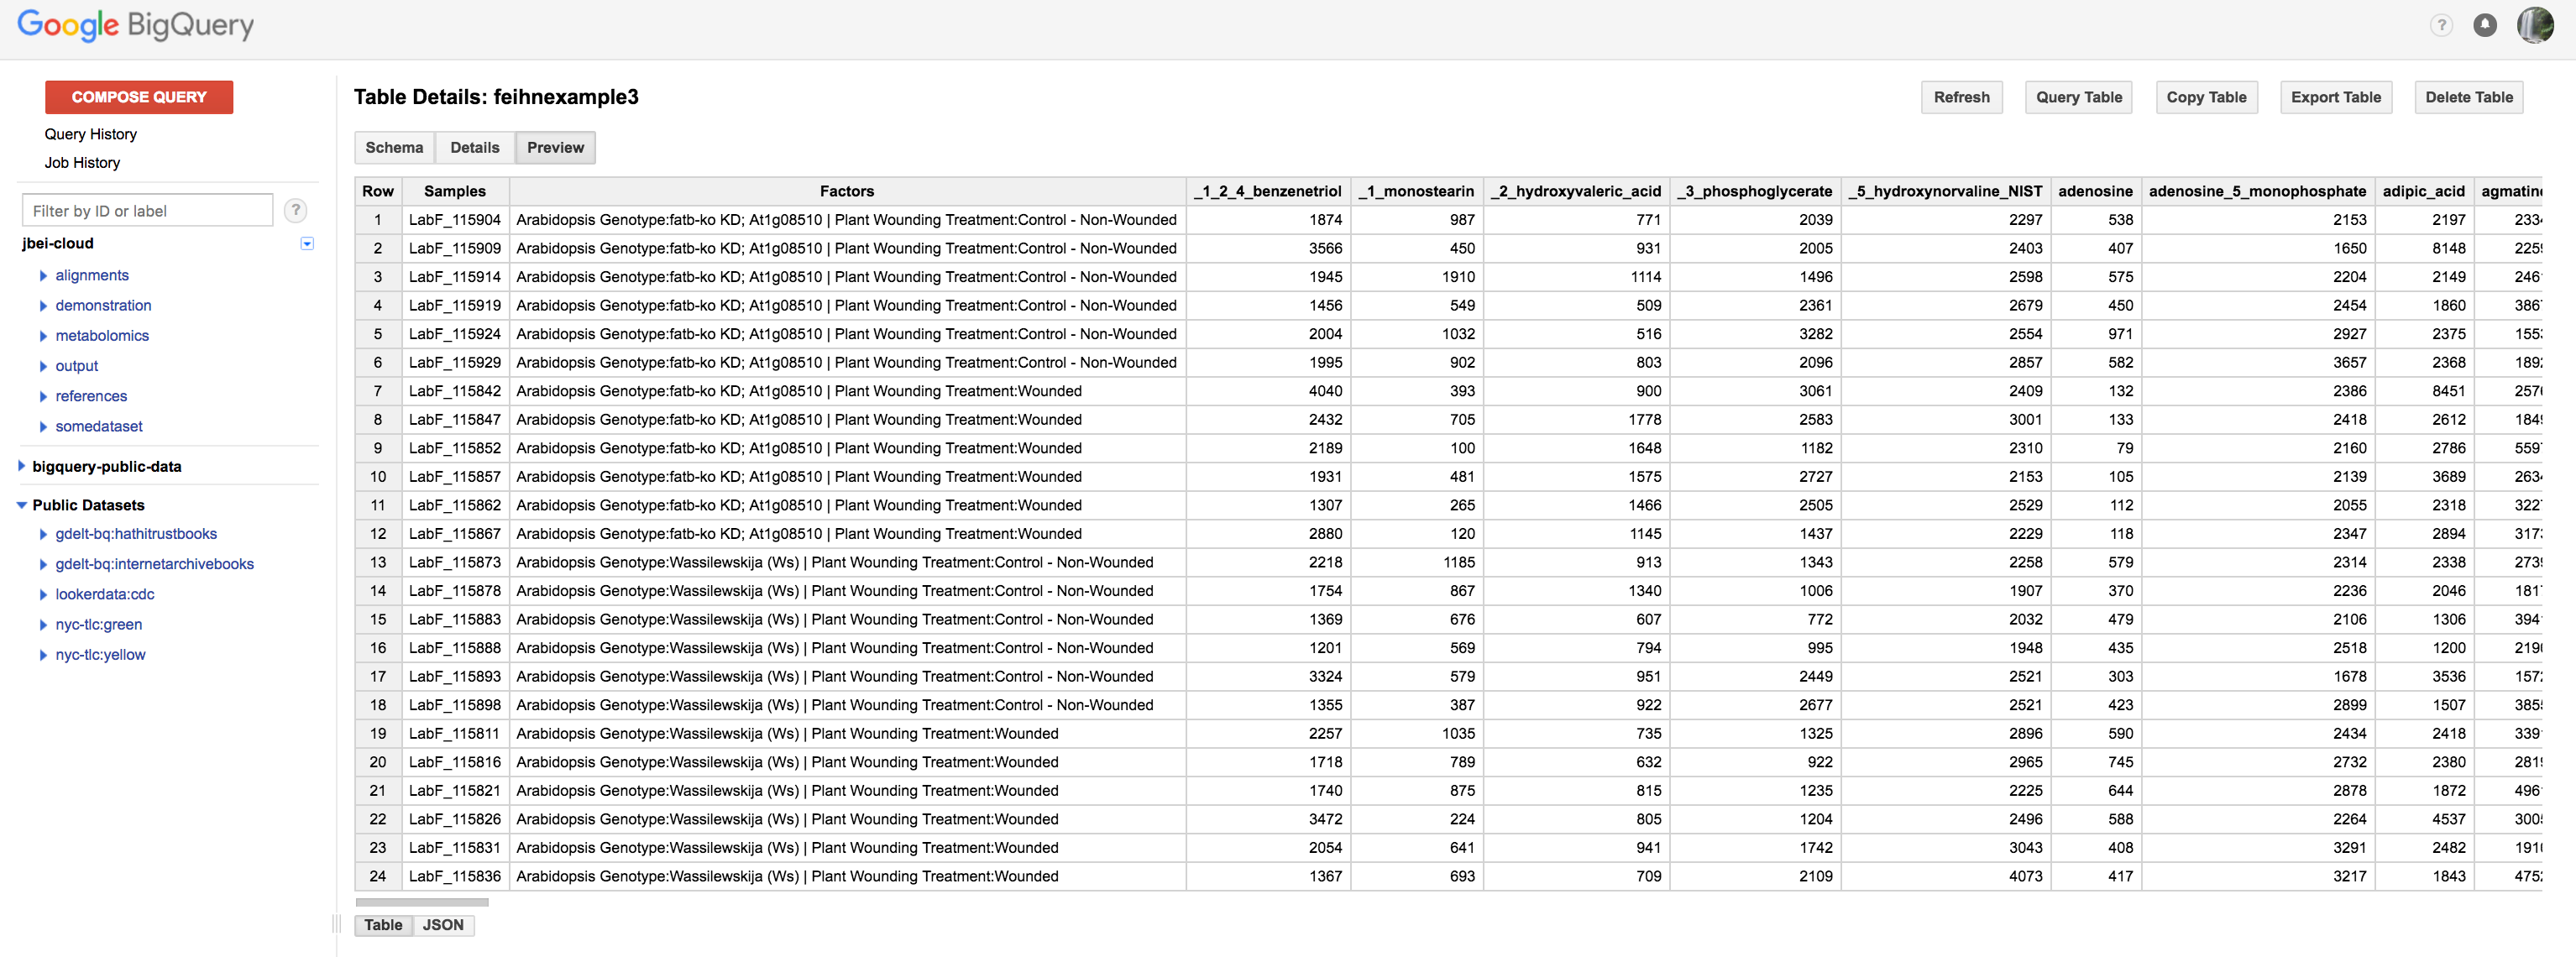 Google BigQuery
?
COMPOSE QUERY
Query History
Job History
Filter by ID or label
?
jbei-cloud
alignments
demonstration
metabolomics
output
references
somedataset
bigquery-public-data
Public Datasets
gdelt-bq:hathitrustbooks
gdelt-bq:internetarchivebooks
lookerdata:cdc
nyc-tlc:green
nyc-tlc:yellow
Table Details: feihnexample3
Refresh Query Table Copy Table Export Table Delete Table
Schema Details Preview
Row Samples Factors _1_2_4_benzenetriol _1_monostearin _2_hydroxyvaleric_acid _3_phosphoglycerate _5_hydroxynorvaline_NIST adenosine adenosine_5_monophosphate adipic_acid agmatine
1 LabF_115904 Arabidopsis Genotype:fatb-ko KD; At1g08510 | Plant Wounding Treatment:Control - Non-Wounded 1874 987 771 2039 2297 538 2153 2197 233
2 LabF_115909 Arabidopsis Genotype:fatb-ko KD; At1g08510 | Plant Wounding Treatment:Control - Non-Wounded 3566 450 931 2005 2403 407 1650 8148 225
3 LabF_115914 Arabidopsis Genotype:fatb-ko KD; At1g08510 | Plant Wounding Treatment:Control - Non-Wounded 1945 1910 1114 1496 2598 575 2204 2149 246
4 LabF_115919 Arabidopsis Genotype:fatb-ko KD; At1g08510 | Plant Wounding Treatment:Control - Non-Wounded 1456 549 509 2361 2679 450 2454 1860 386
5 LabF_115924 Arabidopsis Genotype:fatb-ko KD; At1g08510 | Plant Wounding Treatment:Control - Non-Wounded 2004 1032 516 3282 2554 971 2927 2375 155
6 LabF_115929 Arabidopsis Genotype:fatb-ko KD; At1g08510 | Plant Wounding Treatment:Control - Non-Wounded 1995 902 803 2096 2857 582 3657 2368 189
7 LabF_115842 Arabidopsis Genotype:fatb-ko KD; At1g08510 | Plant Wounding Treatment:Wounded 4040 393 900 3061 2409 132 2386 8451 257
8 LabF_115847 Arabidopsis Genotype:fatb-ko KD; At1g08510 | Plant Wounding Treatment:Wounded 2432 705 1778 2583 3001 133 2418 2612 184
9 LabF_115852 Arabidopsis Genotype:fatb-ko KD; At1g08510 | Plant Wounding Treatment:Wounded 2189 100 1648 1182 2310 79 2160 2786 559
10 LabF_115857 Arabidopsis Genotype:fatb-ko KD; At1g08510 | Plant Wounding Treatment:Wounded 1931 481 1575 2727 2153 105 2139 3689 263
11 LabF_115862 Arabidopsis Genotype:fatb-ko KD; At1g08510 | Plant Wounding Treatment:Wounded 1307 265 1466 2505 2529 112 2055 2318 322
12 LabF_115867 Arabidopsis Genotype:fatb-ko KD; At1g08510 | Plant Wounding Treatment:Wounded 2880 120 1145 1437 2229 118 2347 2894 317
13 LabF_115873 Arabidopsis Genotype:Wassilewskija (Ws) | Plant Wounding Treatment:Control - Non-Wounded 2218 1185 913 1343 2258 579 2314 2338 273
14 LabF_115878 Arabidopsis Genotype:Wassilewskija (Ws) | Plant Wounding Treatment:Control - Non-Wounded 1754 867 1340 1006 1907 370 2236 2046 181
15 LabF_115883 Arabidopsis Genotype:Wassilewskija (Ws) | Plant Wounding Treatment:Control - Non-Wounded 1369 676 607 772 2032 479 2106 1306 394
16 LabF_115888 Arabidopsis Genotype:Wassilewskija (Ws) | Plant Wounding Treatment:Control - Non-Wounded 1201 569 794 995 1948 435 2518 1200 219
17 LabF_115893 Arabidopsis Genotype:Wassilewskija (Ws) | Plant Wounding Treatment:Control - Non-Wounded 3324 579 951 2449 2521 303 1678 3536 157
18 LabF_115898 Arabidopsis Genotype:Wassilewskija (Ws) | Plant Wounding Treatment:Control - Non-Wounded 1355 387 922 2677 2521 423 2899 1507 385
19 LabF_115811 Arabidopsis Genotype:Wassilewskija (Ws) | Plant Wounding Treatment:Wounded 2257 1035 735 1325 2896 590 2434 2418 339
20 LabF_115816 Arabidopsis Genotype:Wassilewskija (Ws) | Plant Wounding Treatment:Wounded 1718 789 632 922 2965 745 2732 2380 281
21 LabF_115821 Arabidopsis Genotype:Wassilewskija (Ws) | Plant Wounding Treatment:Wounded 1740 875 815 1235 2225 644 2878 1872 496
22 LabF_115826 Arabidopsis Genotype:Wassilewskija (Ws) | Plant Wounding Treatment:Wounded 3472 224 805 1204 2496 588 2264 4537 300
23 LabF_115831 Arabidopsis Genotype:Wassilewskija (Ws) | Plant Wounding Treatment:Wounded 2054 641 941 1742 3043 408 3291 2482 191
24 LabF_115836 Arabidopsis Genotype:Wassilewskija (Ws) | Plant Wounding Treatment:Wounded 1367 693 709 2109 4073 417 3217 1843 475
Table JSON